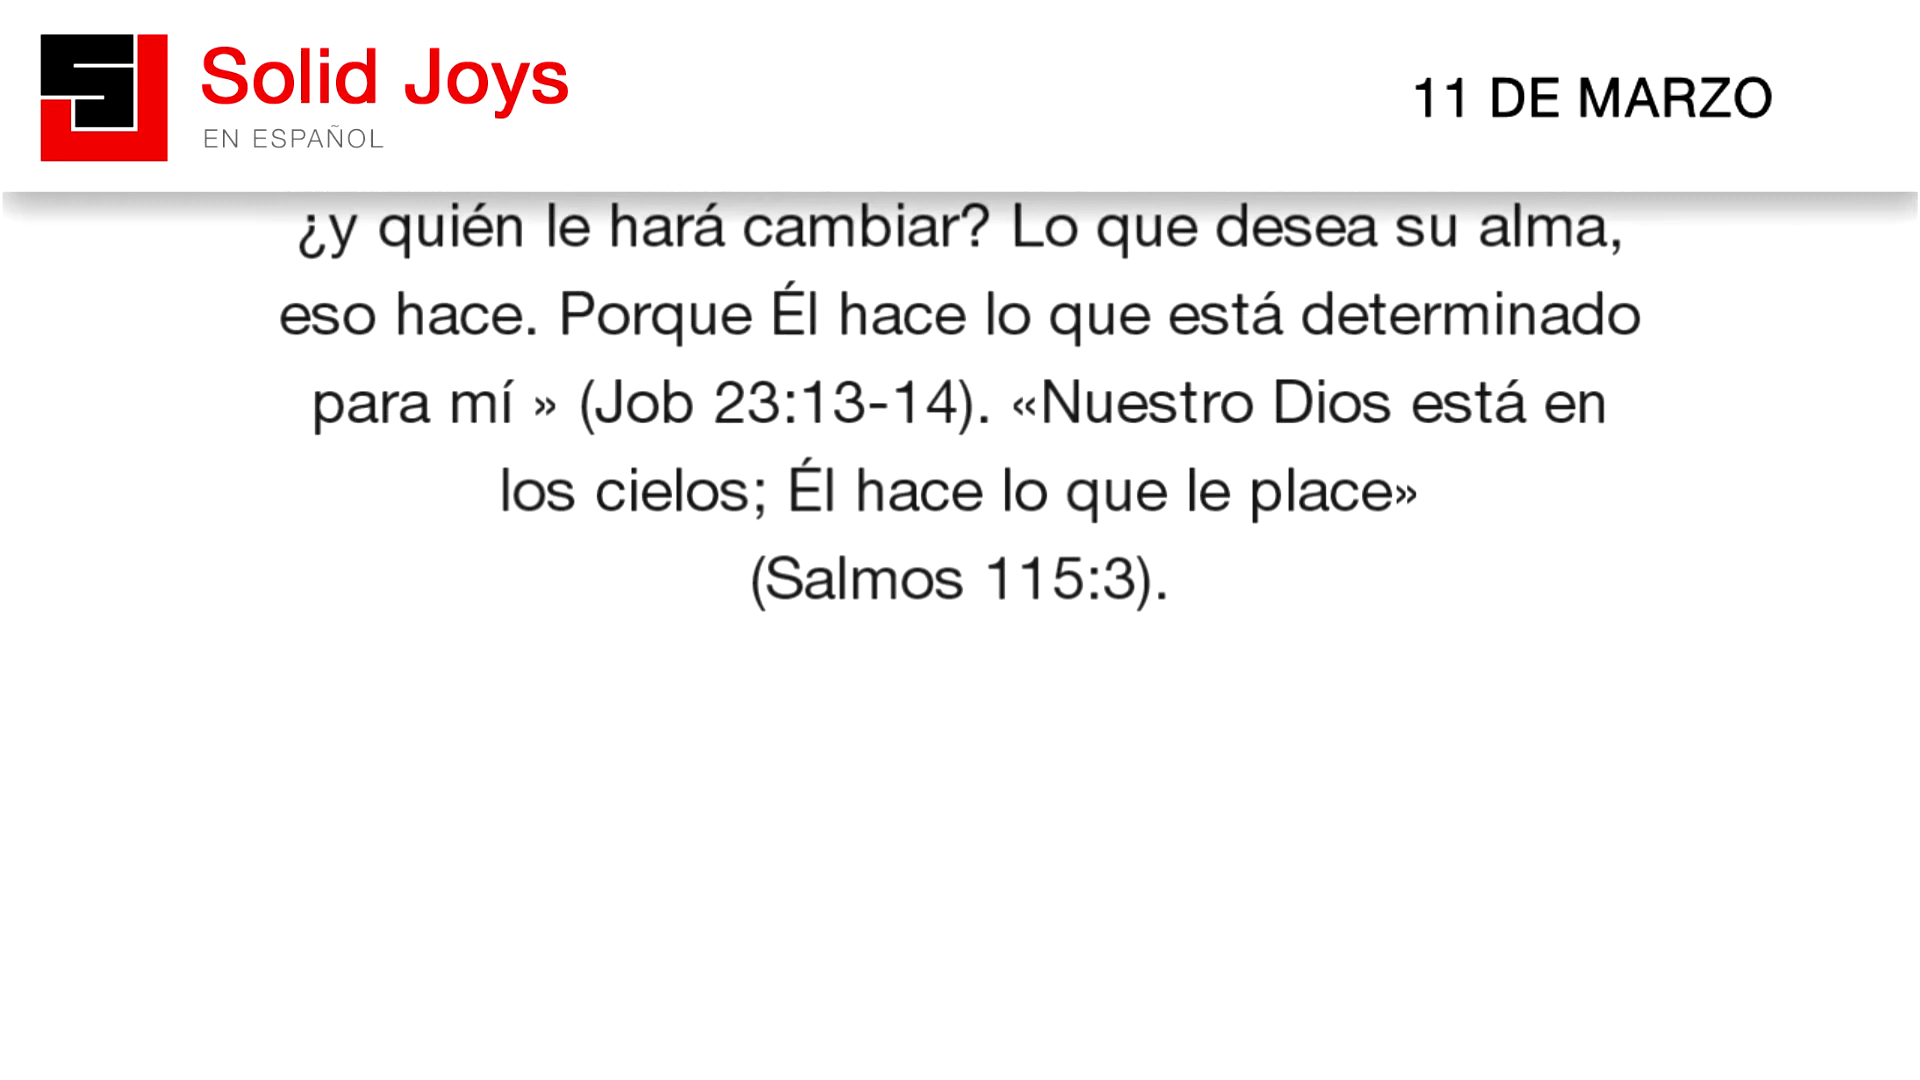 Solid Joys
EN ESPAÑOL
11 DE MARZO
¿y quién le hará cambiar? Lo que desea su alma,
eso hace. Porque Él hace lo que está determinado
para mí » (Job 23:13-14). «Nuestro Dios está en
los cielos; Él hace lo que le place»
(Salmos 115:3).